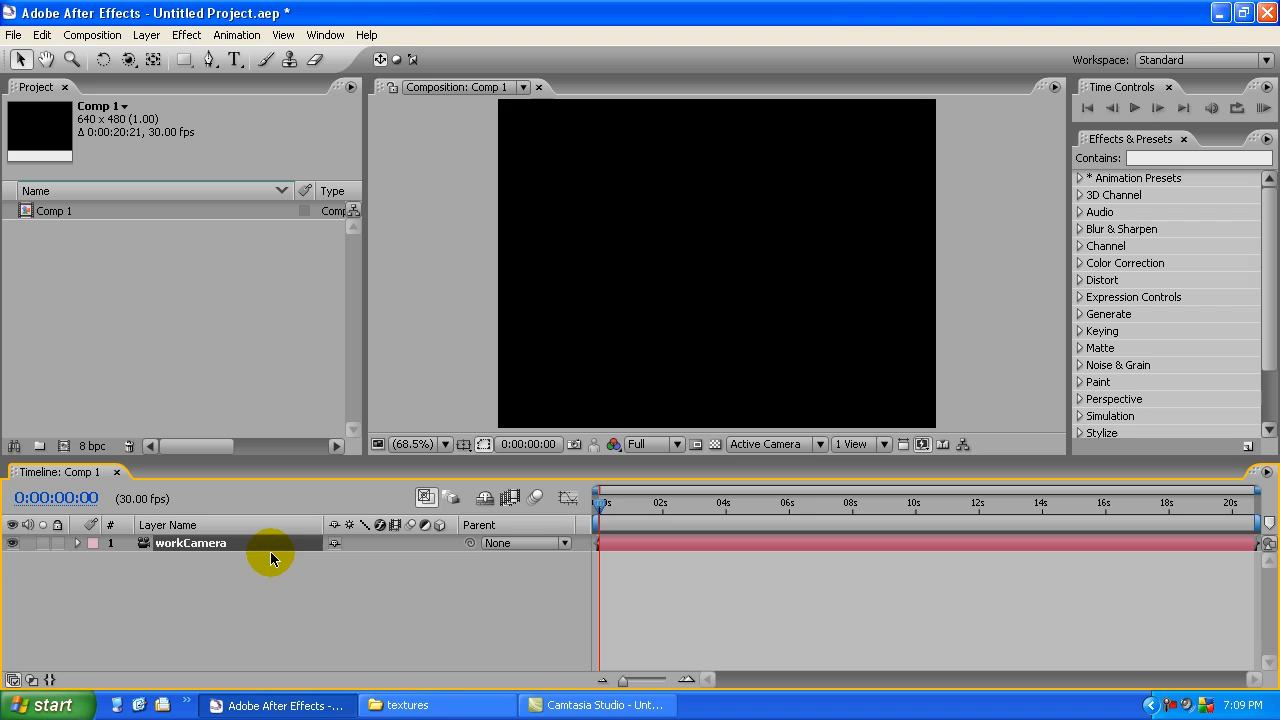 Adobe After Effects - Untitled Project.aep *
File Edit Composition Layer Effect Animation View Window Help
Workspace: Standard
Project
Comp 1
640 x 480 (1.00)
Δ 0:00:20:21, 30.00 fps
Name Type
Comp 1 Comp
8 bpc
Composition: Comp 1
(68.5%) 0:00:00:00 Full Active Camera 1 View
Time Controls
Effects & Presets
Contains:
* Animation Presets
3D Channel
Audio
Blur & Sharpen
Channel
Color Correction
Distort
Expression Controls
Generate
Keying
Matte
Noise & Grain
Paint
Perspective
Simulation
Stylize
Timeline: Comp 1
0:00:00:00 (30.00 fps)
02s 04s 06s 08s 10s 12s 14s 16s 18s 20s
# Layer Name Parent
1 workCamera None
start Adobe After Effects -... textures Camtasia Studio - Unt... 7:09 PM